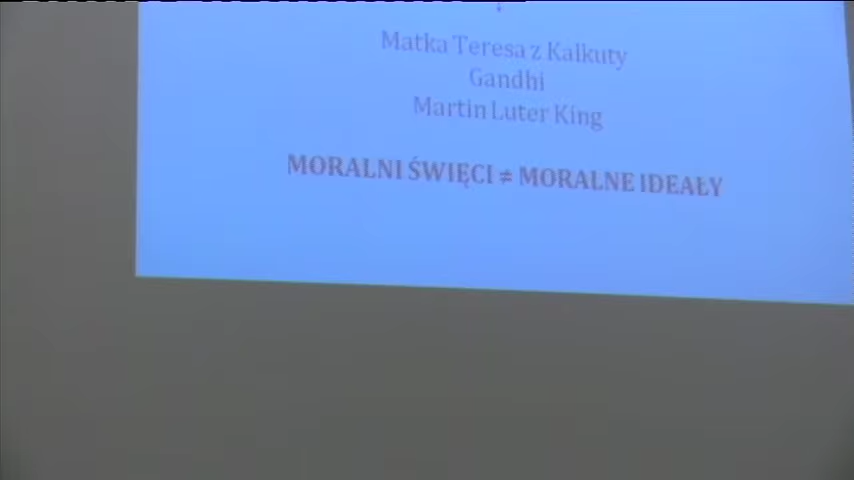 Matka Teresa z Kalkuty
Gandhi
Martin Luter King
MORALNI ŚWIĘCI ≠ MORALNE IDEAŁY